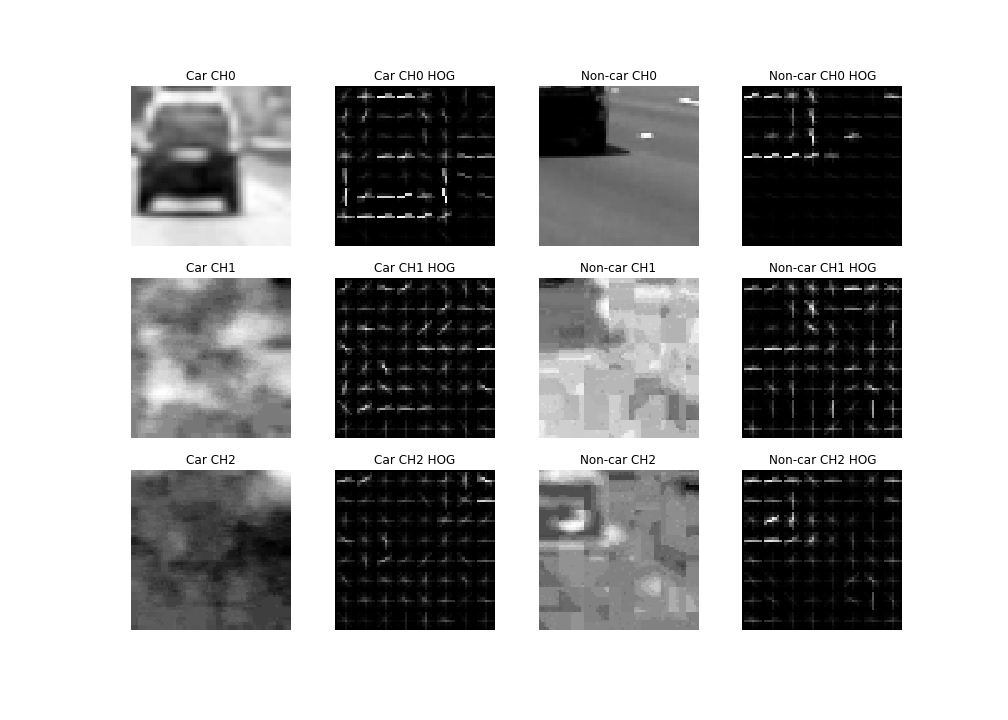 Car CH0
Car CH0 HOG
Non-car CH0
Non-car CH0 HOG
Car CH1
Car CH1 HOG
Non-car CH1
Non-car CH1 HOG
Car CH2
Car CH2 HOG
Non-car CH2
Non-car CH2 HOG